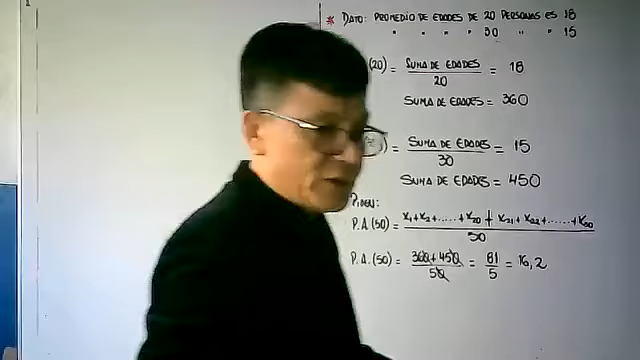 * DATO: PROMEDIO DE EDADES DE 20 PERSONAS ES 18
" " " " 30 " " 15
(20) = SUMA DE EDADES / 20 = 18
SUMA DE EDADES = 360
) = SUMA DE EDADES / 30 = 15
SUMA DE EDADES = 450
PIDEN:
P.A.(50) = x1+x2+.....+x20 + x21+x22+.....+x50 / 50
P.A.(50) = 360+450 / 50 = 81 / 5 = 16,2